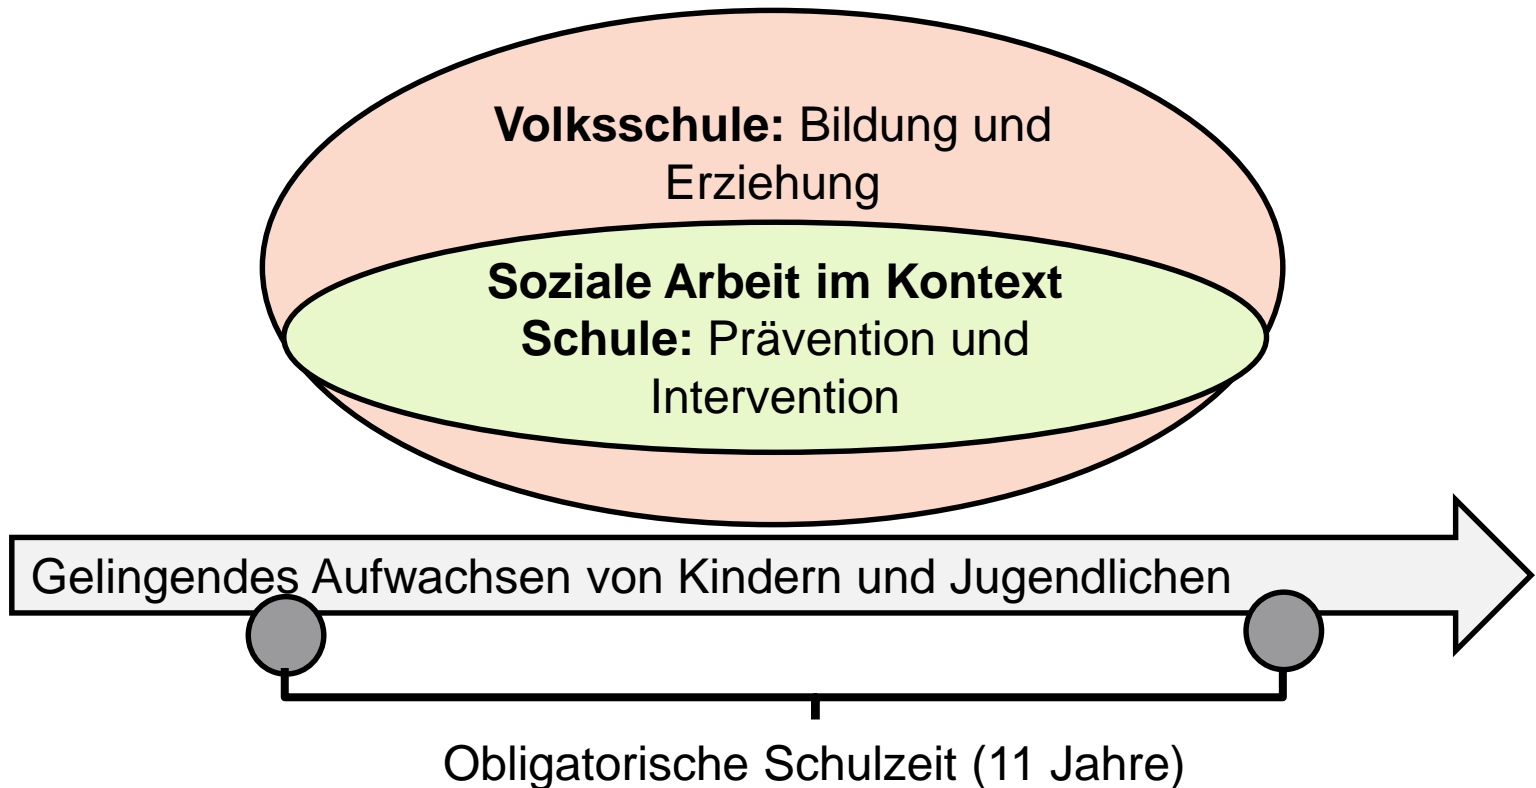 Volksschule: Bildung und
Erziehung
Soziale Arbeit im Kontext
Schule: Prävention und
Intervention
Gelingendes Aufwachsen von Kindern und Jugendlichen
Obligatorische Schulzeit (11 Jahre)